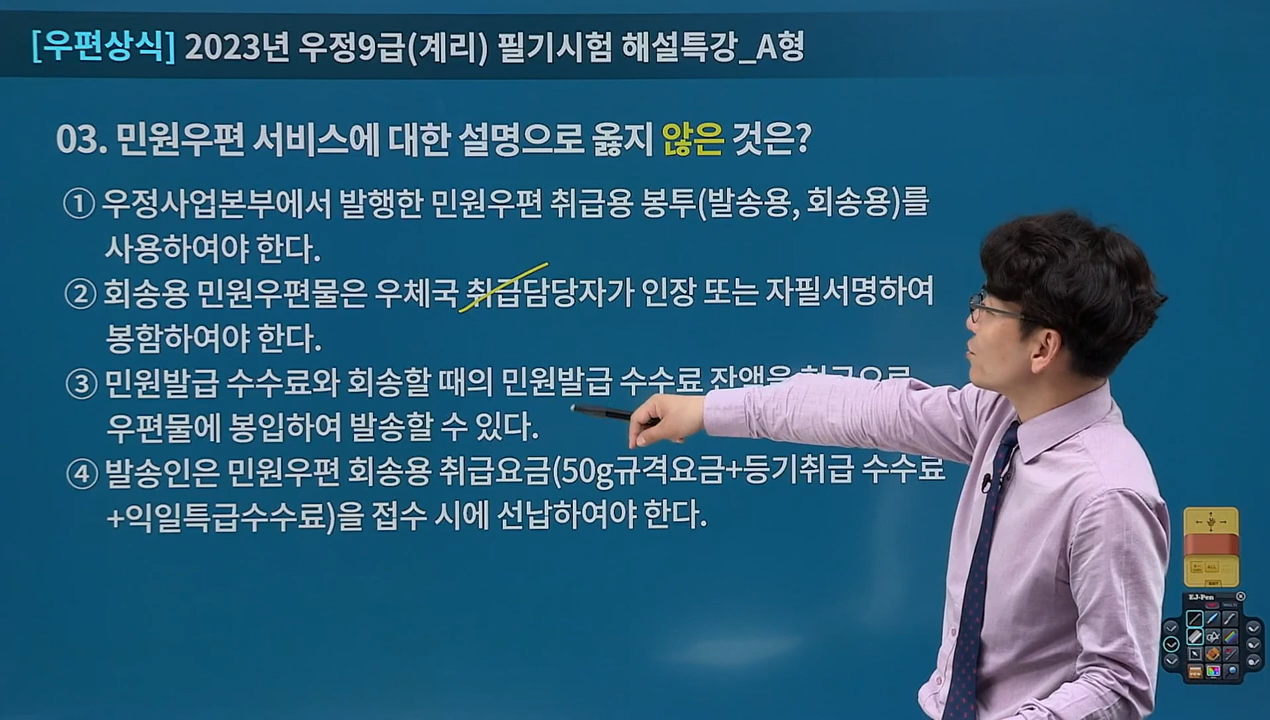 [우편상식] 2023년 우정9급(계리) 필기시험 해설특강_A형
03. 민원우편 서비스에 대한 설명으로 옳지 않은 것은?
① 우정사업본부에서 발행한 민원우편 취급용 봉투(발송용, 회송용)를
사용하여야 한다.
② 회송용 민원우편물은 우체국 취급담당자가 인장 또는 자필서명하여
봉함하여야 한다.
③ 민원발급 수수료와 회송할 때의 민원발급 수수료 잔액을 현금으로
우편물에 봉입하여 발송할 수 있다.
④ 발송인은 민원우편 회송용 취급요금(50g규격요금+등기취급 수수료
+익일특급수수료)을 접수 시에 선납하여야 한다.
EJ-Pen